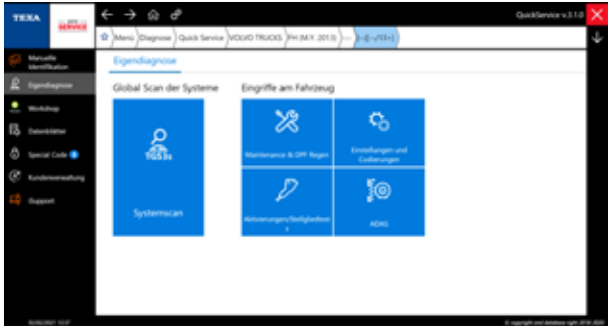 TEXA
SERVICE
QuickService v.3.1.0
Menü
Diagnose
Quick Service
VOLVO TRUCKS
FH (M.Y. 2013)
Manuelle
Identifikation
Eigendiagnose
Workshop
Datenblätter
Special Code
Kundenverwaltung
Support
Eigendiagnose
Global Scan der Systeme
Eingriffe am Fahrzeug
TGS3s
Systemscan
Maintenance & DPF Regen
Einstellungen und
Codierungen
Aktivierungen/Stellgliedtest
s
ADAS